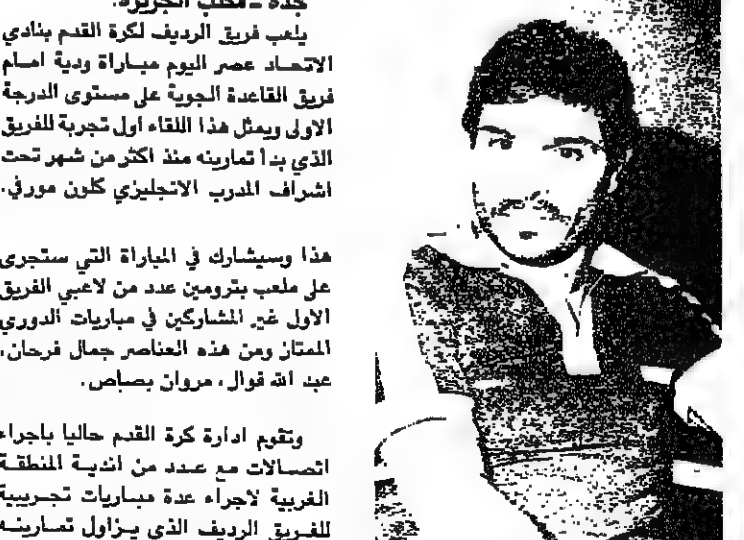 جدة - مكتب الجزيرة:
يلعب فريق الرديف لكرة القدم بنادي
الاتحاد عصر اليوم مباراة ودية امام
فريق القاعدة الجوية على مستوى الدرجة
الاولى ويمثل هذا اللقاء اول تجربة للفريق
الذي بدأ تمارينه منذ اكثر من شهر تحت
اشراف المدرب الانجليزي كلون مورفي.
هذا وسيشارك في المباراة التي ستجرى
على ملعب بترومين عدد من لاعبي الفريق
الاول غير المشاركين في مباريات الدوري
الممتاز ومن هذه العناصر جمال فرحان،
عبد الله فوال، مروان بصباص.
وتقوم ادارة كرة القدم حاليا باجراء
اتصالات مع عدد من اندية المنطقة
الغربية لاجراء عدة مباريات تجريبية
للفريق الرديف الذي يزاول تمارينه